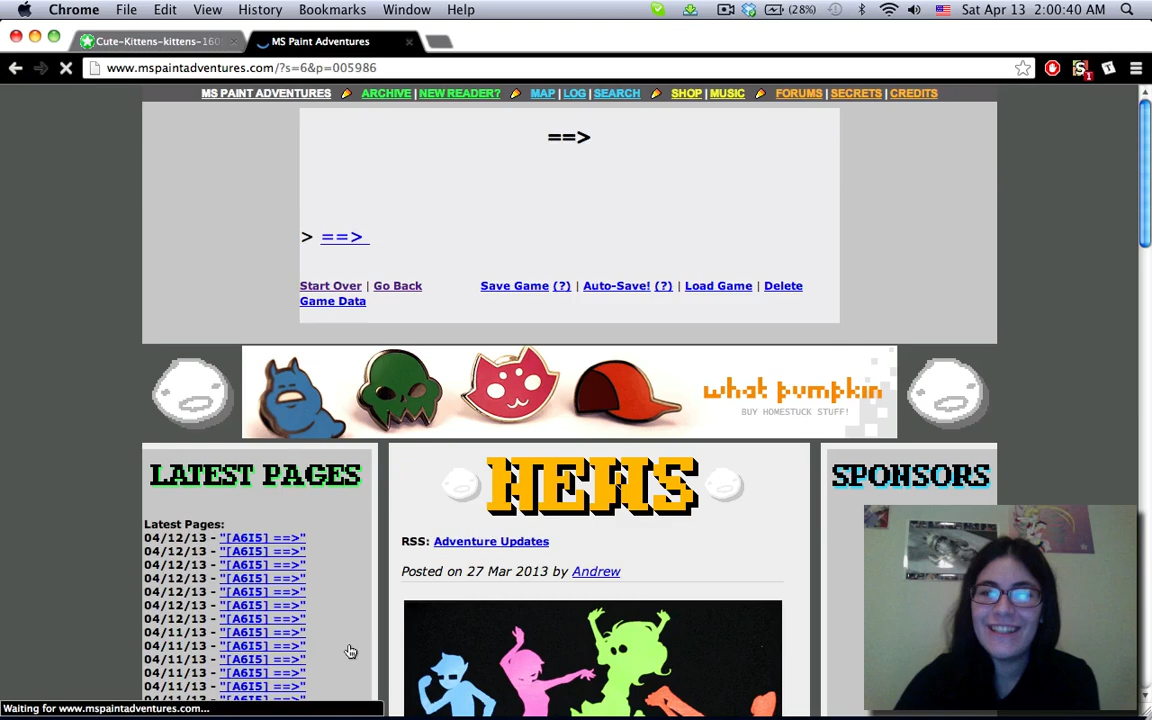 Chrome File Edit View History Bookmarks Window Help (28%) Sat Apr 13 2:00:40 AM
Cute-Kittens-kittens-160 MS Paint Adventures
www.mspaintadventures.com/?s=6&p=005986
MS PAINT ADVENTURES ARCHIVE | NEW READER? MAP | LOG | SEARCH SHOP | MUSIC FORUMS | SECRETS | CREDITS
==>
> ==>
Start Over | Go Back Save Game (?) | Auto-Save! (?) | Load Game | Delete
Game Data
what pumpkin
BUY HOMESTUCK STUFF!
LATEST PAGES
NEWS
SPONSORS
Latest Pages:
04/12/13 - "[A6I5] ==>"
04/12/13 - "[A6I5] ==>"
04/12/13 - "[A6I5] ==>"
04/12/13 - "[A6I5] ==>"
04/12/13 - "[A6I5] ==>"
04/12/13 - "[A6I5] ==>"
04/12/13 - "[A6I5] ==>"
04/11/13 - "[A6I5] ==>"
04/11/13 - "[A6I5] ==>"
04/11/13 - "[A6I5] ==>"
04/11/13 - "[A6I5] ==>"
04/11/13 - "[A6I5] ==>"
RSS: Adventure Updates
Posted on 27 Mar 2013 by Andrew
Waiting for www.mspaintadventures.com...